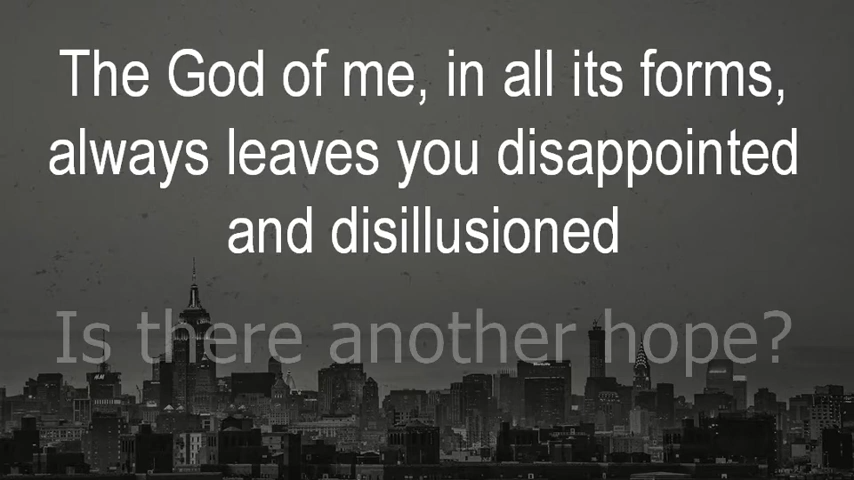 The God of me, in all its forms,
always leaves you disappointed
and disillusioned
Is there another hope?